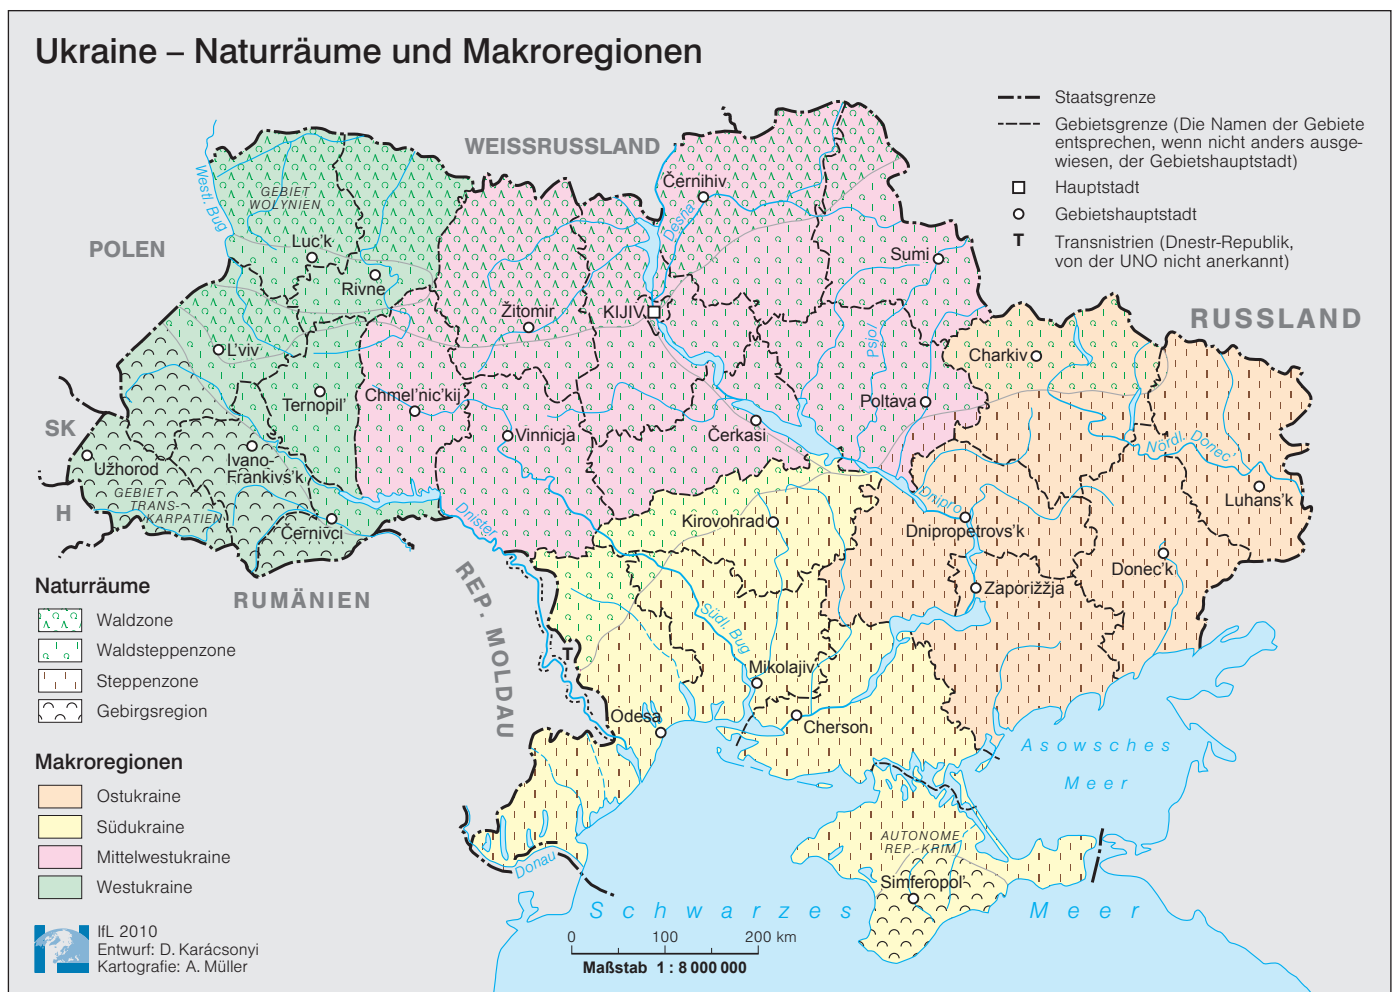 Ukraine – Naturräume und Makroregionen
Staatsgrenze
Gebietsgrenze (Die Namen der Gebiete
entsprechen, wenn nicht anders ausge-
wiesen, der Gebietshauptstadt)
Hauptstadt
Gebietshauptstadt
T
Transnistrien (Dnestr-Republik,
von der UNO nicht anerkannt)
WEISSRUSSLAND
POLEN
RUSSLAND
SK
H
RUMÄNIEN
REP. MOLDAU
Westl. Bug
GEBIET
WOLYNIEN
Luc'k
Rivne
L'viv
Ternopil'
Chmel'nic'kij
Žitomir
KIJIV
Černihiv
Desna
Sumi
Psjol
Charkiv
Poltava
Čerkasi
Vinnicja
Užhorod
GEBIET
TRANS-
KARPATIEN
Ivano-
Frankivs'k
Černivci
Dnister
Kirovohrad
Dnipro
Dnipropetrovs'k
Nördl. Donec'
Luhans'k
Donec'k
Zaporižžja
Südl. Bug
T
Mikolajiv
Odesa
Cherson
Asowsches
Meer
AUTONOME
REP. KRIM
Simferopol'
Donau
Schwarzes Meer
Naturräume
Waldzone
Waldsteppenzone
Steppenzone
Gebirgsregion
Makroregionen
Ostukraine
Südukraine
Mittelwestukraine
Westukraine
IfL 2010
Entwurf: D. Karácsonyi
Kartografie: A. Müller
0 100 200 km
Maßstab 1 : 8 000 000